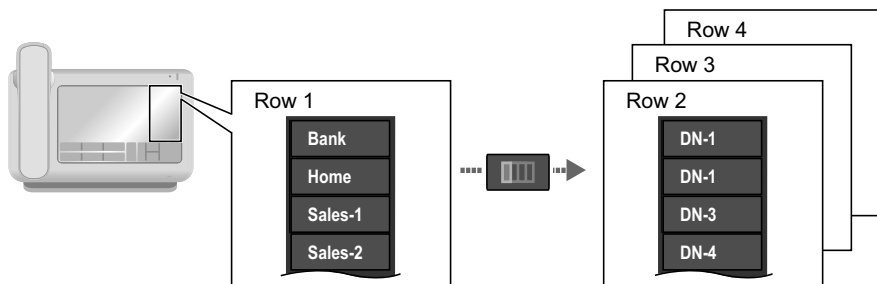 Row 4
Row 3
Row 1
Row 2
Bank
Home
Sales-1
Sales-2
DN-1
DN-1
DN-3
DN-4